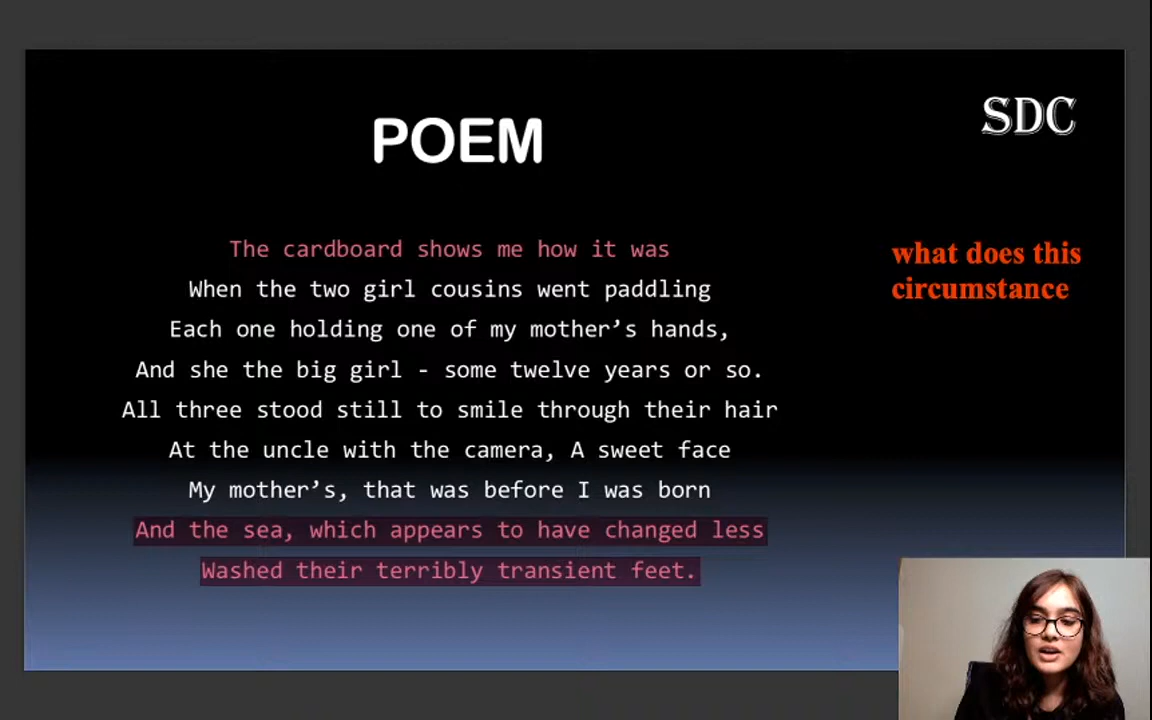 SDC
POEM
The cardboard shows me how it was
When the two girl cousins went paddling
Each one holding one of my mother’s hands,
And she the big girl - some twelve years or so.
All three stood still to smile through their hair
At the uncle with the camera, A sweet face
My mother’s, that was before I was born
And the sea, which appears to have changed less
Washed their terribly transient feet.
what does this
circumstance